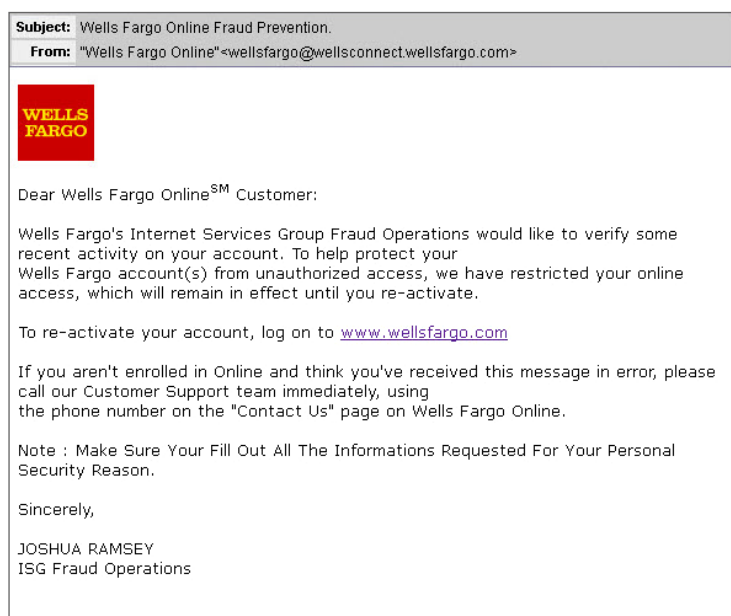 Subject: Wells Fargo Online Fraud Prevention.
From: "Wells Fargo Online"<wellsfargo@wellsconnect.wellsfargo.com>
WELLS
FARGO
Dear Wells Fargo Online℠ Customer:
Wells Fargo's Internet Services Group Fraud Operations would like to verify some
recent activity on your account. To help protect your
Wells Fargo account(s) from unauthorized access, we have restricted your online
access, which will remain in effect until you re-activate.
To re-activate your account, log on to www.wellsfargo.com
If you aren't enrolled in Online and think you've received this message in error, please
call our Customer Support team immediately, using
the phone number on the "Contact Us" page on Wells Fargo Online.
Note : Make Sure Your Fill Out All The Informations Requested For Your Personal
Security Reason.
Sincerely,
JOSHUA RAMSEY
ISG Fraud Operations